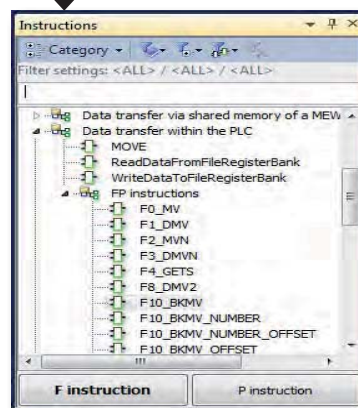 Instructions
Category
Filter settings: <ALL> / <ALL> / <ALL>
Data transfer via shared memory of a MEW
Data transfer within the PLC
MOVE
ReadDataFromFileRegisterBank
WriteDataToFileRegisterBank
FP instructions
F0_MV
F1_DMV
F2_MVN
F3_DMVN
F4_GETS
F8_DMV2
F10_BKMV
F10_BKMV_NUMBER
F10_BKMV_NUMBER_OFFSET
F10_BKMV_OFFSET
F instruction P instruction